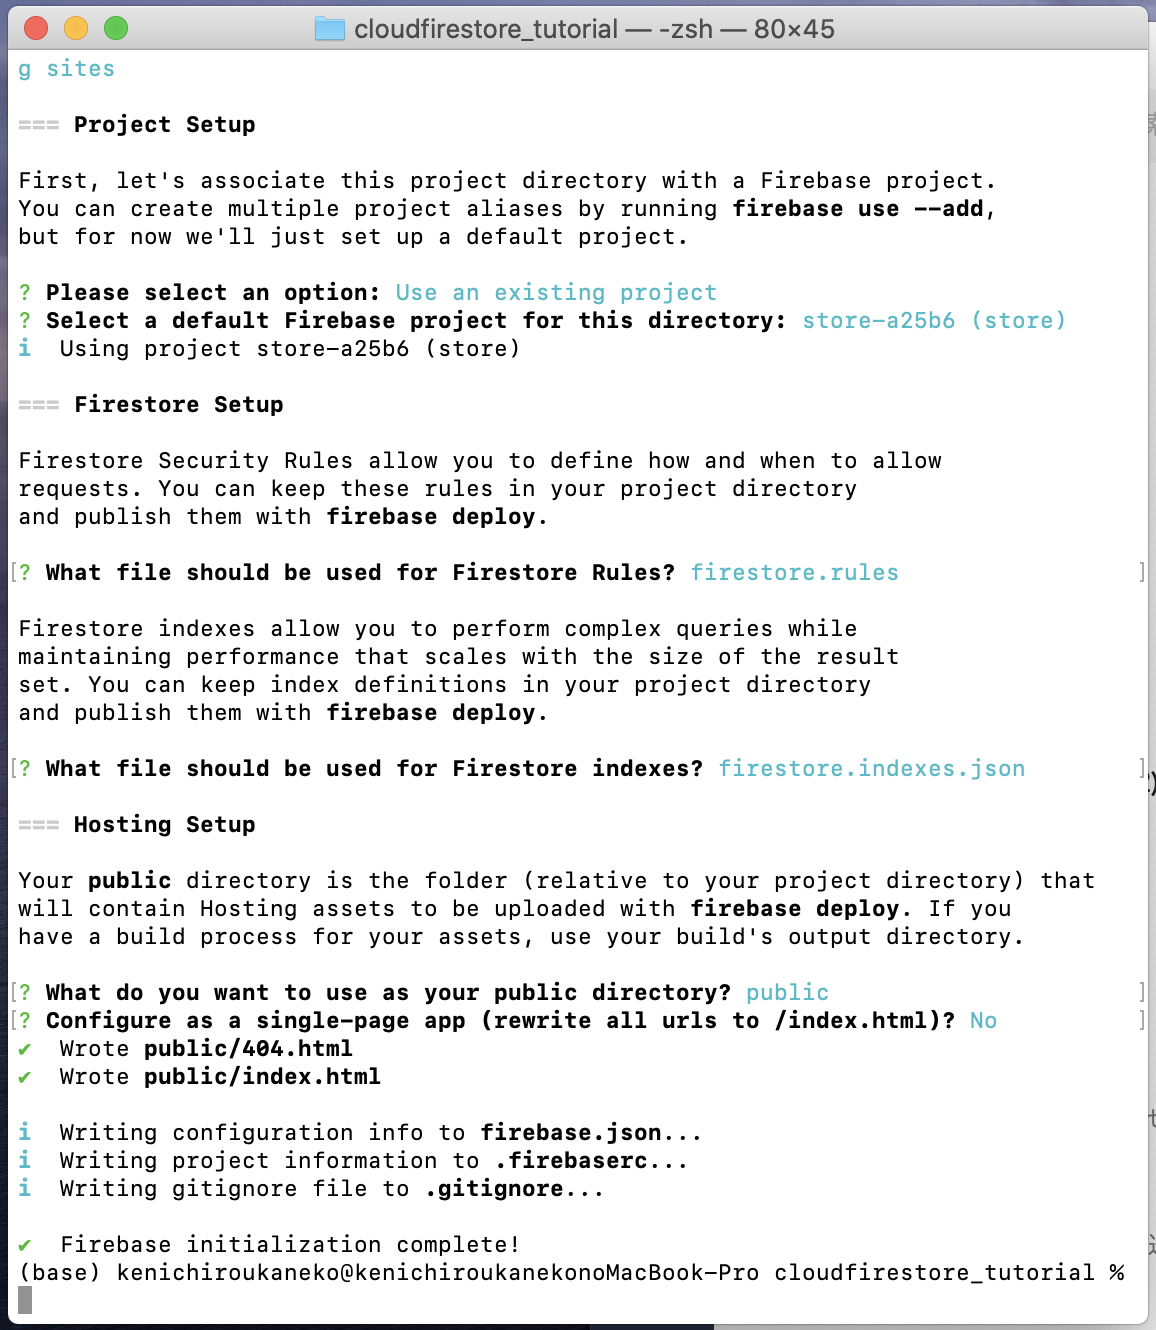 cloudfirestore_tutorial — -zsh — 80×45
g sites
=== Project Setup
First, let's associate this project directory with a Firebase project.
You can create multiple project aliases by running firebase use --add,
but for now we'll just set up a default project.
? Please select an option: Use an existing project
? Select a default Firebase project for this directory: store-a25b6 (store)
i  Using project store-a25b6 (store)
=== Firestore Setup
Firestore Security Rules allow you to define how and when to allow
requests. You can keep these rules in your project directory
and publish them with firebase deploy.
[? What file should be used for Firestore Rules? firestore.rules ]
Firestore indexes allow you to perform complex queries while
maintaining performance that scales with the size of the result
set. You can keep index definitions in your project directory
and publish them with firebase deploy.
[? What file should be used for Firestore indexes? firestore.indexes.json ]
=== Hosting Setup
Your public directory is the folder (relative to your project directory) that
will contain Hosting assets to be uploaded with firebase deploy. If you
have a build process for your assets, use your build's output directory.
[? What do you want to use as your public directory? public ]
[? Configure as a single-page app (rewrite all urls to /index.html)? No ]
✔  Wrote public/404.html
✔  Wrote public/index.html
i  Writing configuration info to firebase.json...
i  Writing project information to .firebaserc...
i  Writing gitignore file to .gitignore...
✔  Firebase initialization complete!
(base) kenichiroukaneko@kenichiroukanekonoMacBook-Pro cloudfirestore_tutorial %